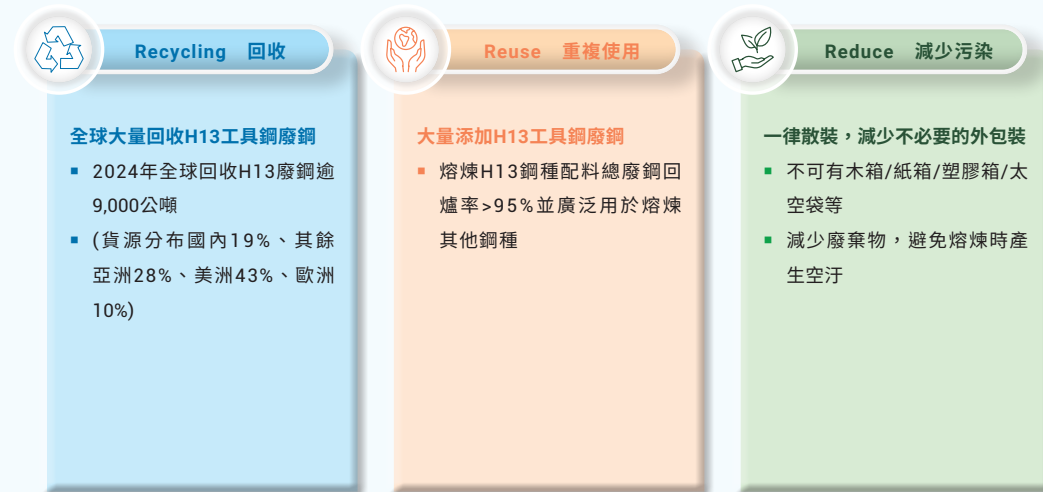 Recycling 回收
全球大量回收H13工具鋼廢鋼
2024年全球回收H13廢鋼逾
9,000公噸
(貨源分布國內19%、其餘
亞洲28%、美洲43%、歐洲
10%)
Reuse 重複使用
大量添加H13工具鋼廢鋼
熔煉H13鋼種配料總廢鋼回
爐率>95%並廣泛用於熔煉
其他鋼種
Reduce 減少污染
一律散裝，減少不必要的外包裝
不可有木箱/紙箱/塑膠箱/太
空袋等
減少廢棄物，避免熔煉時產
生空汙